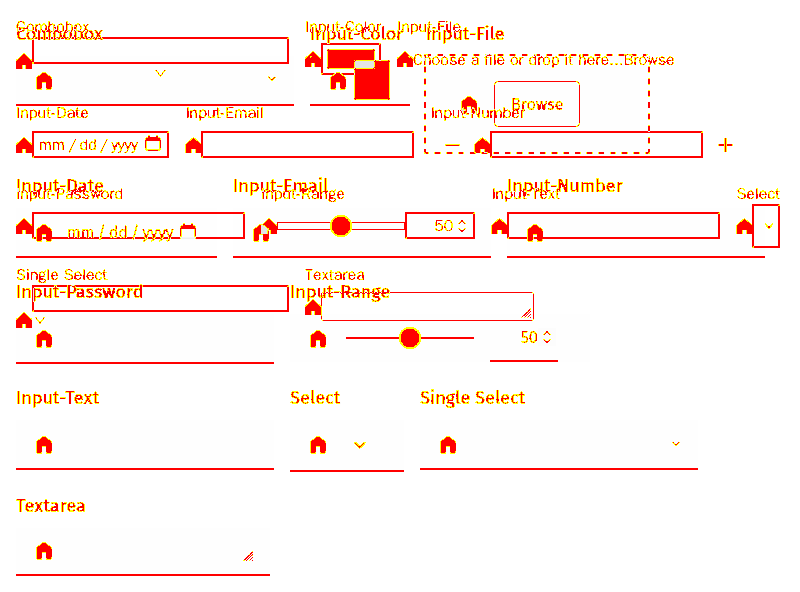 Combobox Input-Color Input-File
Combobox Input-Color Input-File
Choose a file or drop it here... Browse
Browse
Input-Date Input-Email Input-Number
mm / dd / yyyy
Input-Date Input-Email Input-Number
Input-Password Input-Range Input-Text Select
50
mm / dd / yyyy
Single Select Textarea
Input-Password Input-Range
50
Input-Text Select Single Select
Textarea